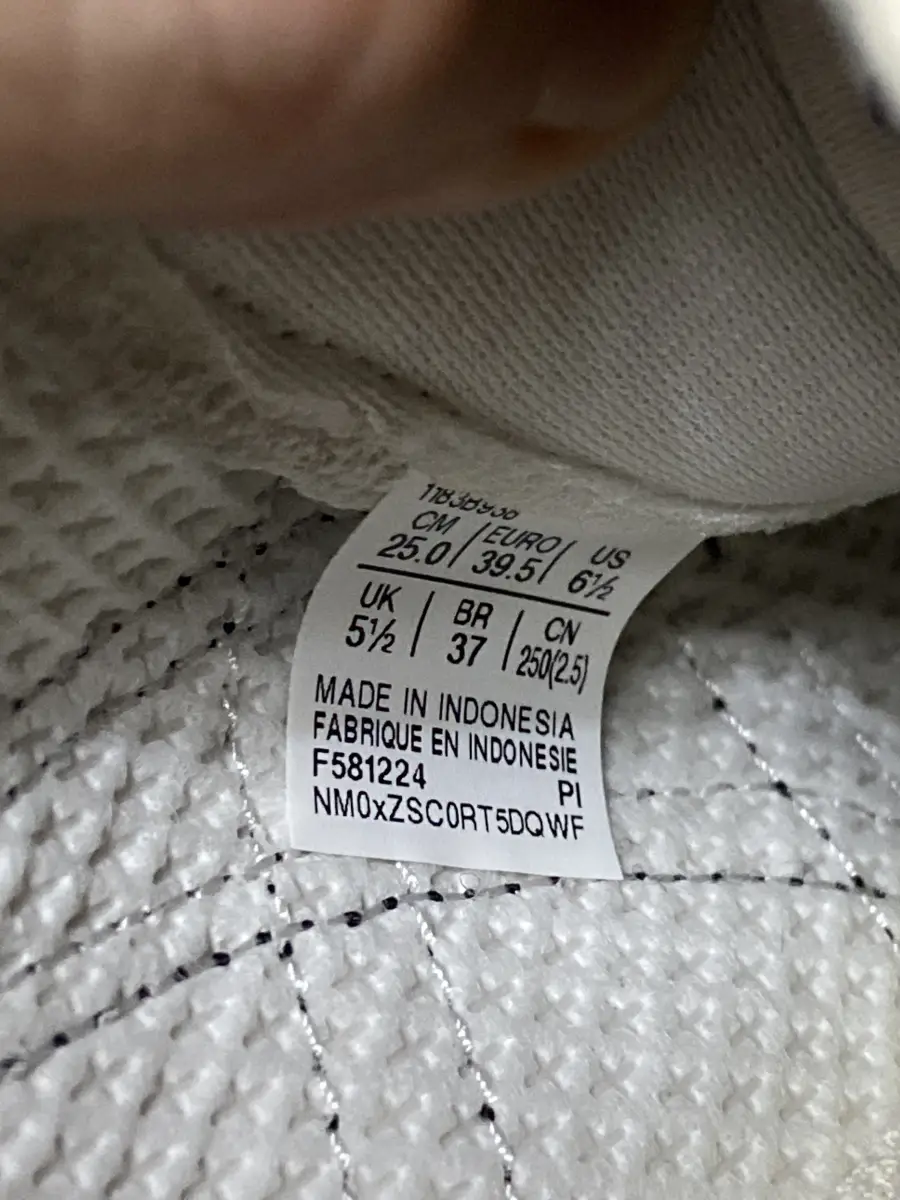 1183B938
CM / EURO / US
25.0 / 39.5 / 6½
UK | BR | CN
5½ | 37 | 250(2.5)
MADE IN INDONESIA
FABRIQUE EN INDONESIE
F581224 PI
NM0xZSC0RT5DQWF